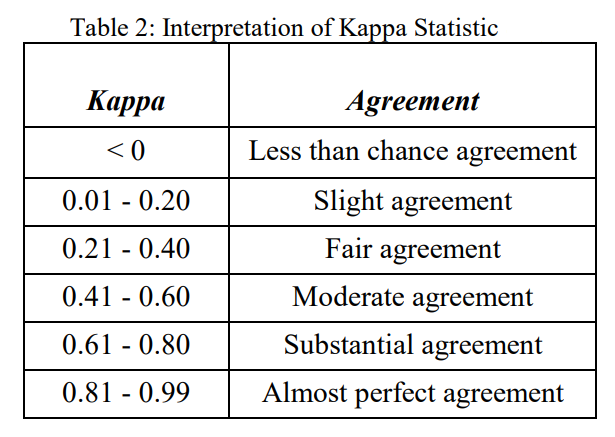 Table 2: Interpretation of Kappa Statistic
Kappa Agreement
< 0 Less than chance agreement
0.01 - 0.20 Slight agreement
0.21 - 0.40 Fair agreement
0.41 - 0.60 Moderate agreement
0.61 - 0.80 Substantial agreement
0.81 - 0.99 Almost perfect agreement